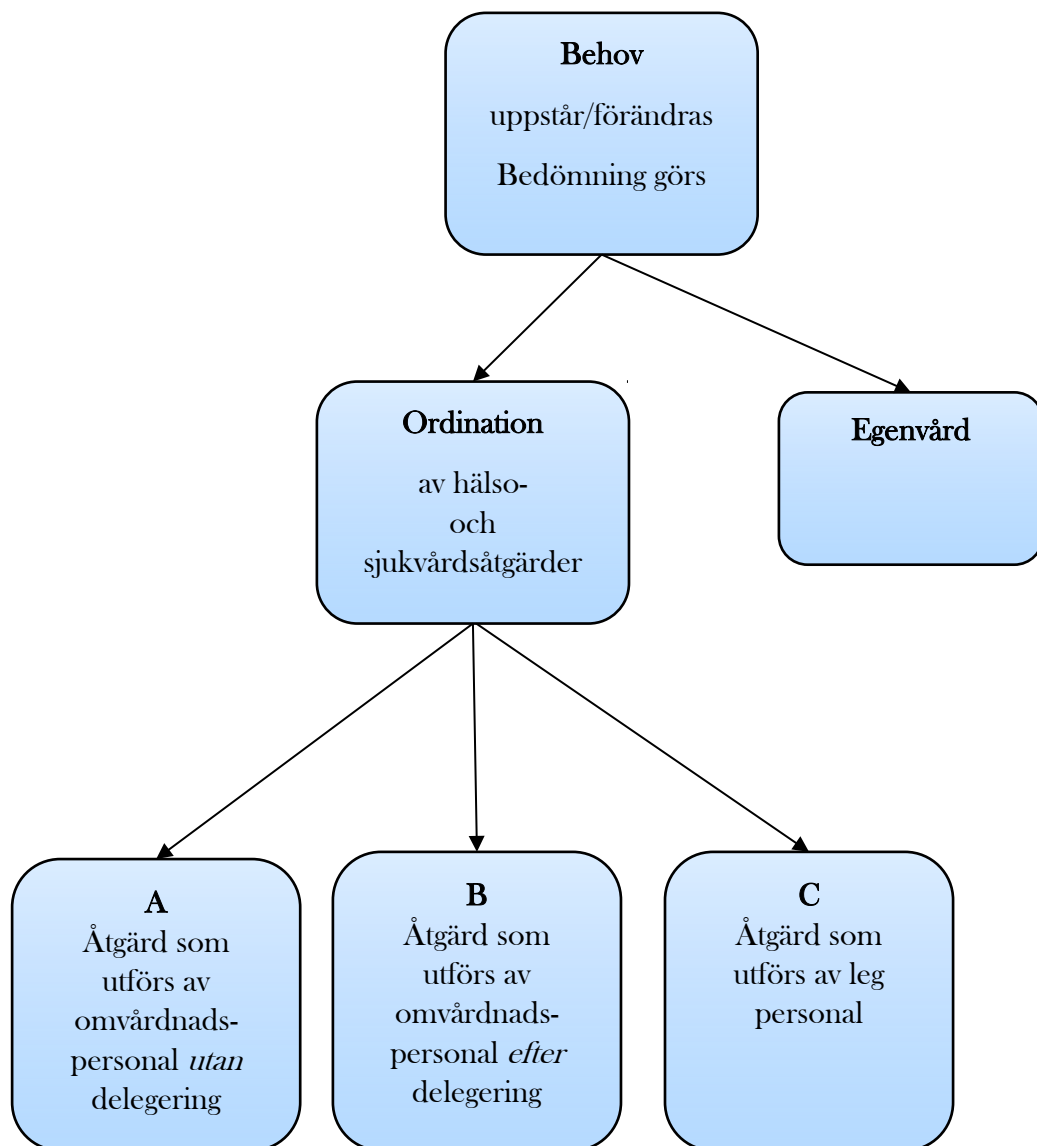 Behov
uppstår/förändras
Bedömning görs
Ordination
av hälso-
och
sjukvårdsåtgärder
Egenvård
A
Åtgärd som
utförs av
omvårdnads-
personal utan
delegering
B
Åtgärd som
utförs av
omvårdnads-
personal efter
delegering
C
Åtgärd som
utförs av leg
personal